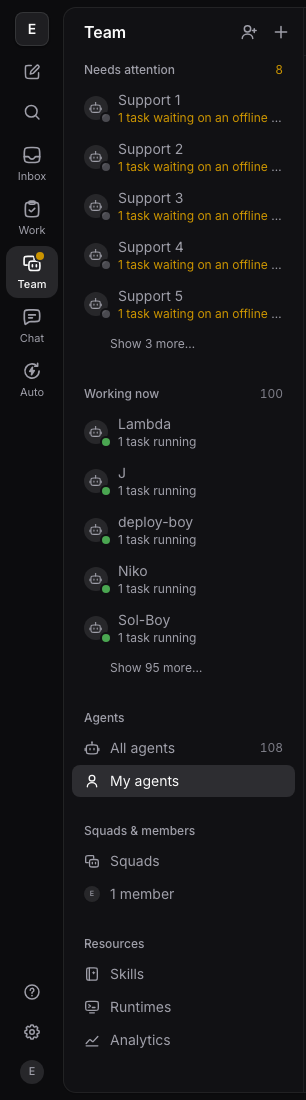 E
Inbox
Work
Team
Chat
Auto
E
Team
Needs attention 8
Support 1
1 task waiting on an offline ...
Support 2
1 task waiting on an offline ...
Support 3
1 task waiting on an offline ...
Support 4
1 task waiting on an offline ...
Support 5
1 task waiting on an offline ...
Show 3 more...
Working now 100
Lambda
1 task running
J
1 task running
deploy-boy
1 task running
Niko
1 task running
Sol-Boy
1 task running
Show 95 more...
Agents
All agents 108
My agents
Squads & members
Squads
E 1 member
Resources
Skills
Runtimes
Analytics